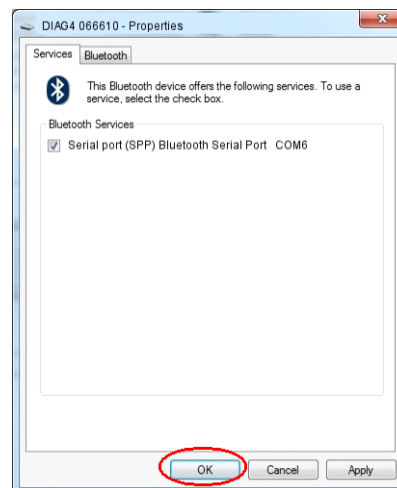 DIAG4 066610 - Properties
Services Bluetooth
This Bluetooth device offers the following services. To use a
service, select the check box.
Bluetooth Services
Serial port (SPP) Bluetooth Serial Port COM6
OK Cancel Apply